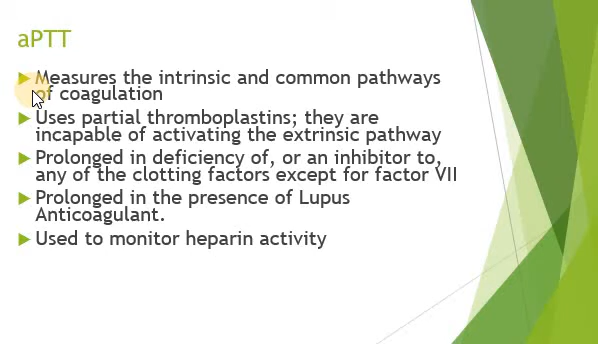 aPTT
Measures the intrinsic and common pathways
of coagulation
Uses partial thromboplastins; they are
incapable of activating the extrinsic pathway
Prolonged in deficiency of, or an inhibitor to,
any of the clotting factors except for factor VII
Prolonged in the presence of Lupus
Anticoagulant.
Used to monitor heparin activity